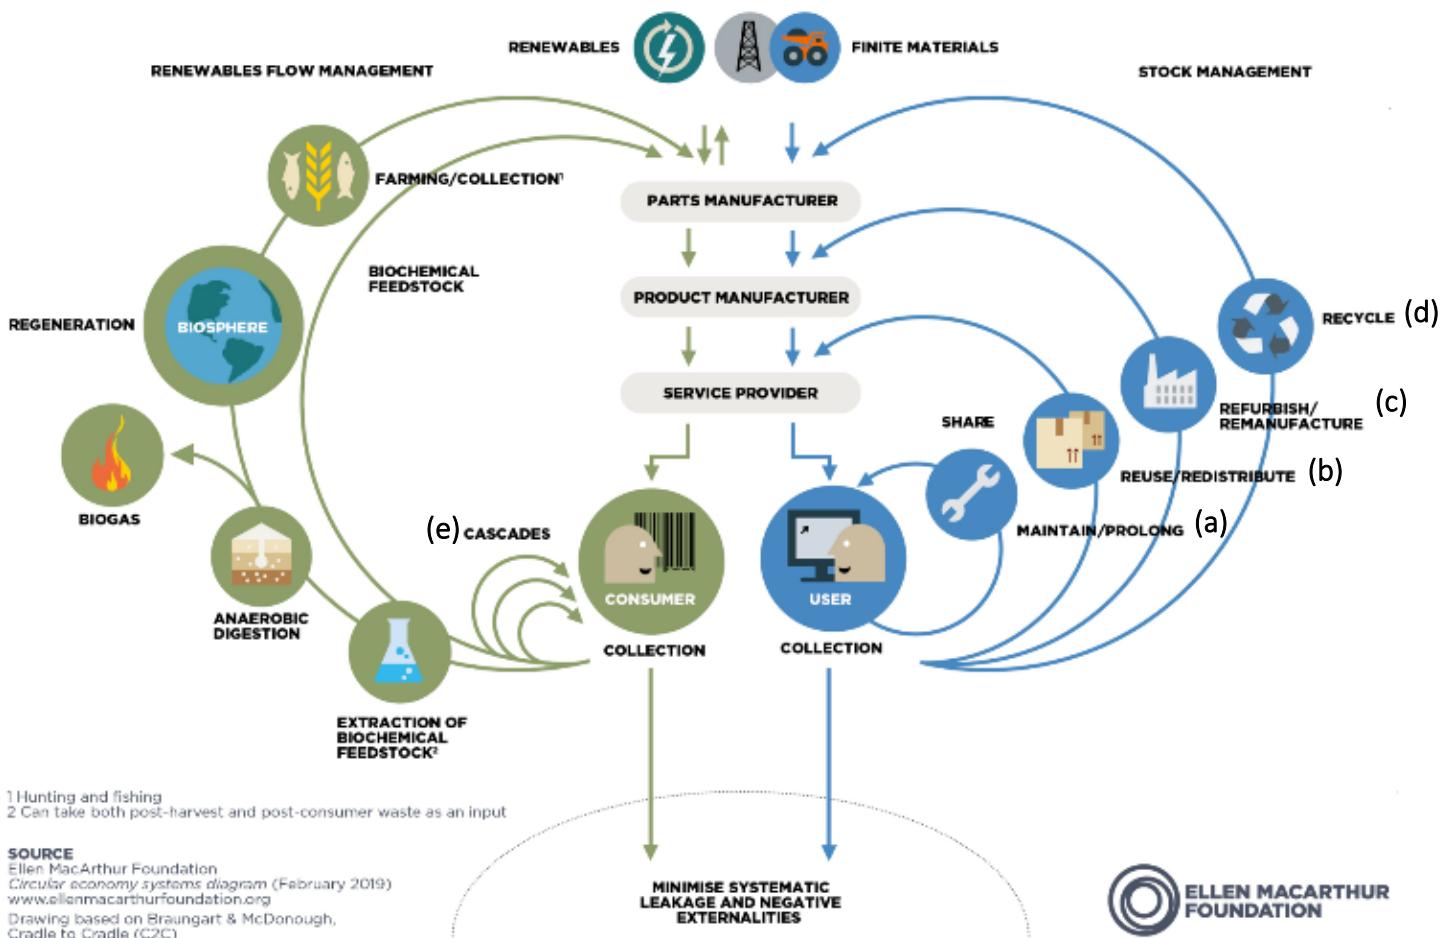 RENEWABLES
FINITE MATERIALS
RENEWABLES FLOW MANAGEMENT
STOCK MANAGEMENT
FARMING/COLLECTION¹
PARTS MANUFACTURER
BIOCHEMICAL
FEEDSTOCK
PRODUCT MANUFACTURER
REGENERATION
BIOSPHERE
RECYCLE (d)
SERVICE PROVIDER
REFURBISH/
REMANUFACTURE (c)
SHARE
REUSE/REDISTRIBUTE (b)
BIOGAS
MAINTAIN/PROLONG (a)
(e) CASCADES
CONSUMER
USER
ANAEROBIC
DIGESTION
COLLECTION
COLLECTION
EXTRACTION OF
BIOCHEMICAL
FEEDSTOCK²
1 Hunting and fishing
2 Can take both post-harvest and post-consumer waste as an input
SOURCE
Ellen MacArthur Foundation
Circular economy systems diagram (February 2019)
www.ellenmacarthurfoundation.org
Drawing based on Braungart & McDonough,
Cradle to Cradle (C2C)
MINIMISE SYSTEMATIC
LEAKAGE AND NEGATIVE
EXTERNALITIES
ELLEN MACARTHUR
FOUNDATION